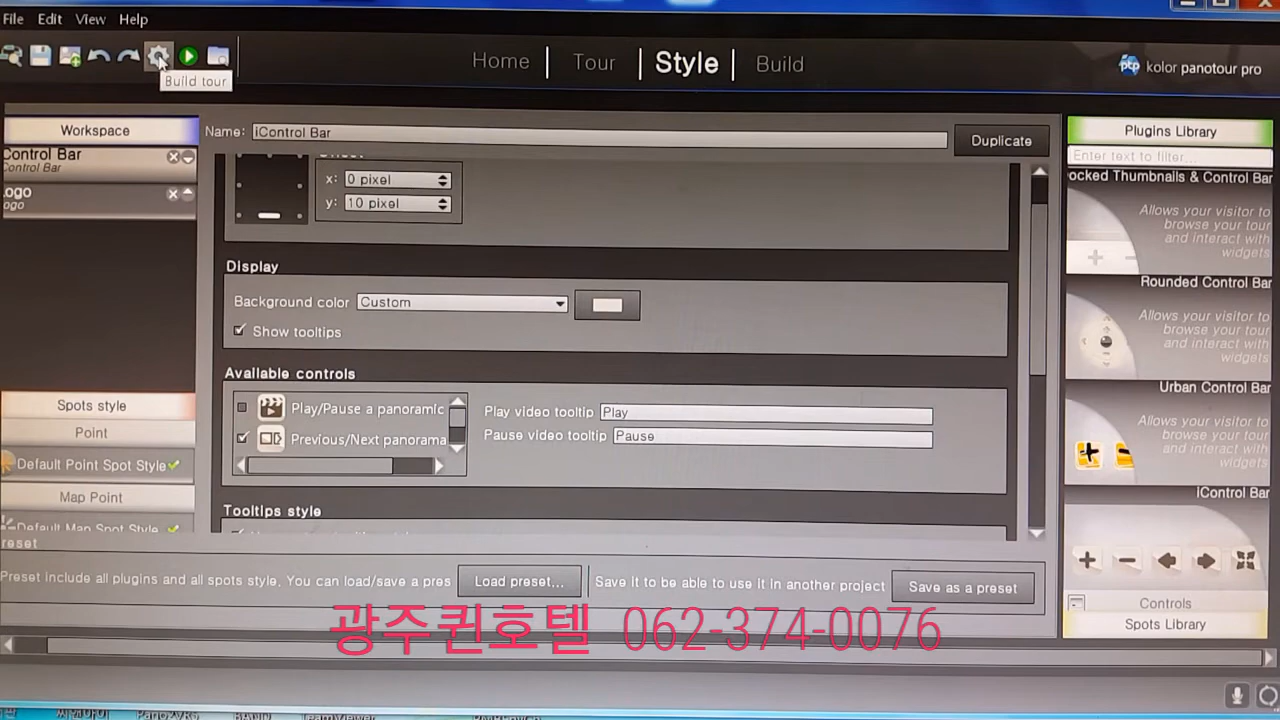 File Edit View Help
Home Tour Style Build
ptp kolor panotour pro
Build tour
Workspace
Control Bar
Control Bar
ogo
ogo
Spots style
Point
Default Point Spot Style
Map Point
Default Map Spot Style
Name: iControl Bar
Duplicate
x: 0 pixel
y: 10 pixel
Display
Background color Custom
Show tooltips
Available controls
Play/Pause a panoramic
Previous/Next panorama
Play video tooltip Play
Pause video tooltip Pause
Tooltips style
reset
Preset include all plugins and all spots style. You can load/save a pres
Load preset...
Save it to be able to use it in another project
Save as a preset
Plugins Library
Enter text to filter...
ocked Thumbnails & Control Bar
Allows your visitor to browse your tour and interact with widgets
Rounded Control Bar
Allows your visitor to browse your tour and interact with widgets
Urban Control Bar
Allows your visitor to browse your tour and interact with widgets
iControl Bar
Controls
Spots Library
광주퀸호텔 062-374-0076
TeamViewer